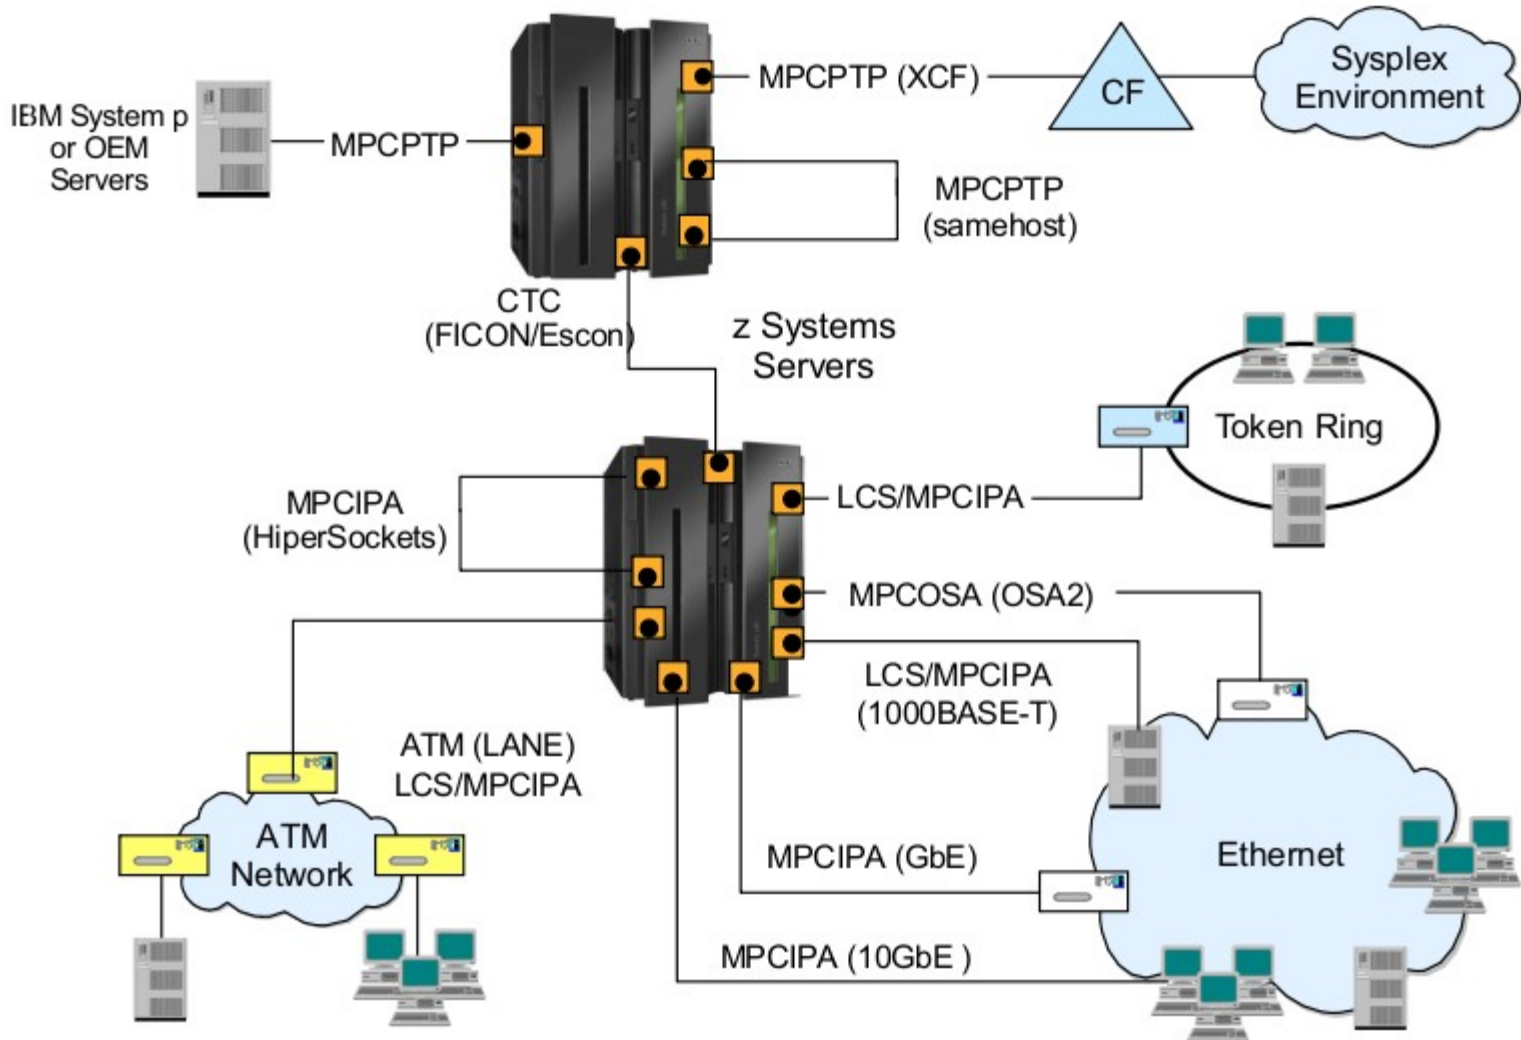 MPCPTP (XCF)
CF
Sysplex
Environment
IBM System p
or OEM
Servers
MPCPTP
MPCPTP
(samehost)
CTC
(FICON/Escon)
z Systems
Servers
Token Ring
MPCIPA
(HiperSockets)
LCS/MPCIPA
MPCOSA (OSA2)
LCS/MPCIPA
(1000BASE-T)
ATM (LANE)
LCS/MPCIPA
ATM
Network
MPCIPA (GbE)
Ethernet
MPCIPA (10GbE )